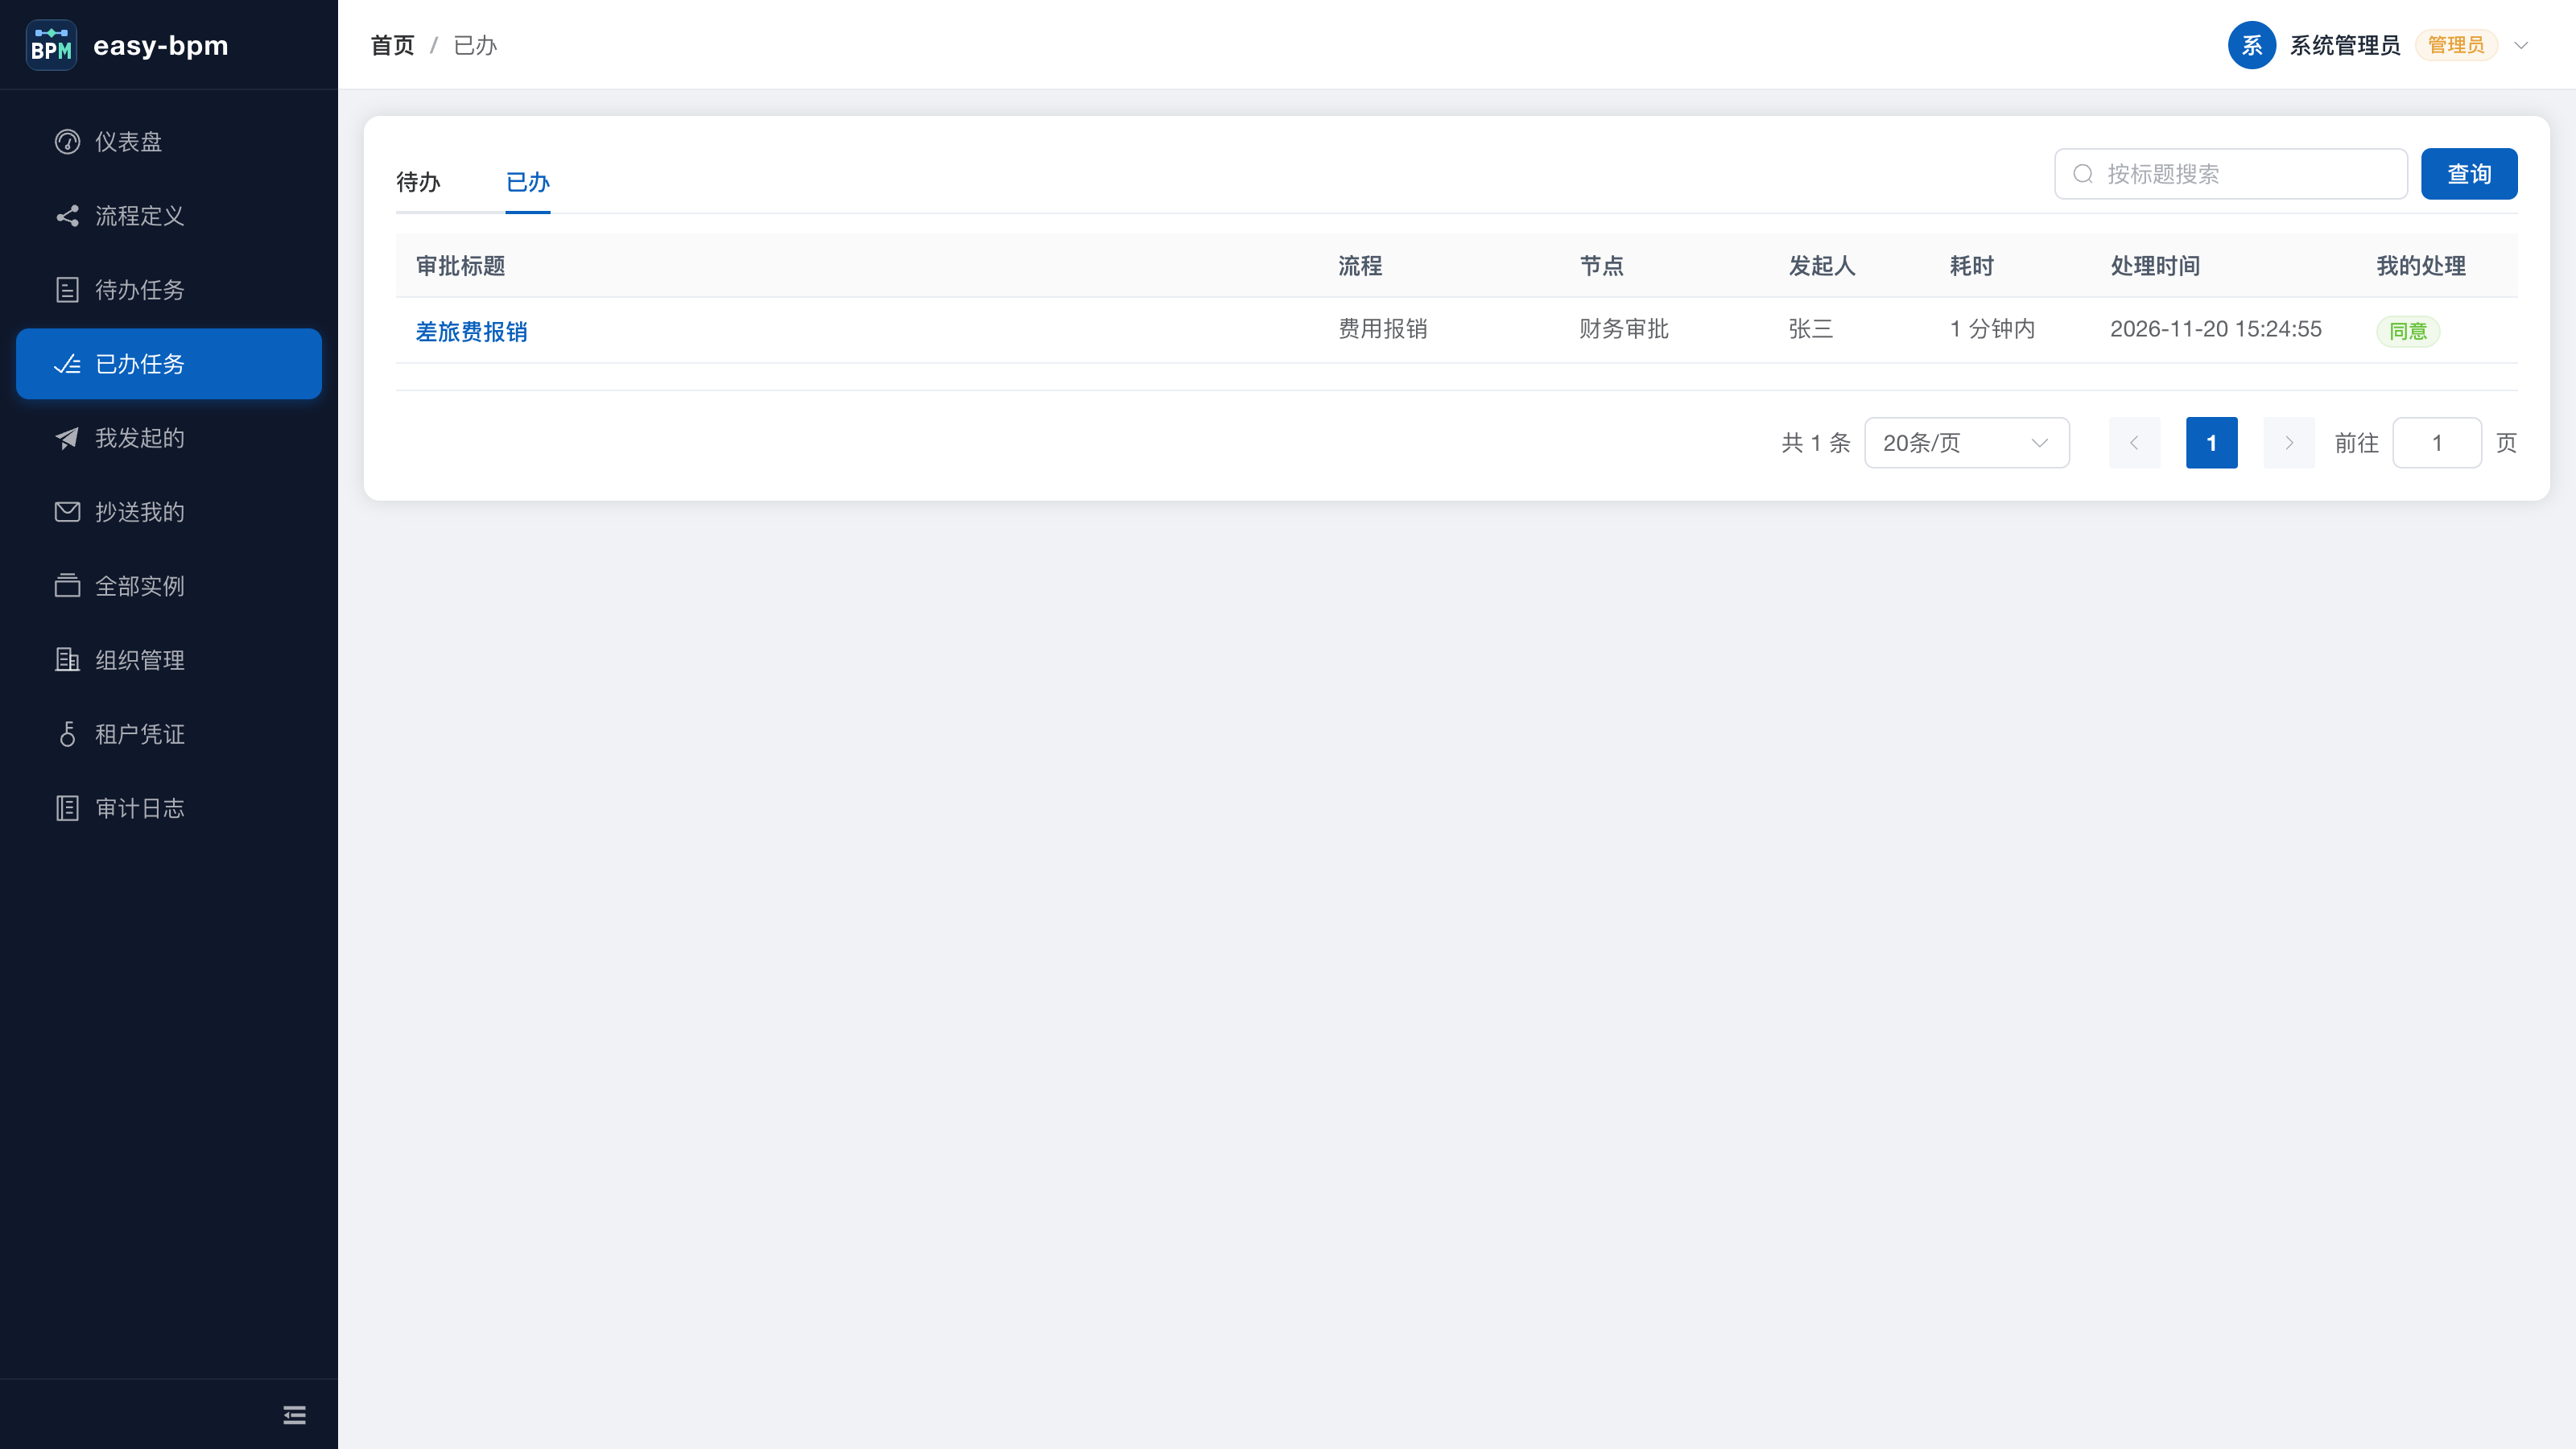 BPM easy-bpm
首页 / 已办
系 系统管理员 管理员
仪表盘
流程定义
待办任务
已办任务
我发起的
抄送我的
全部实例
组织管理
租户凭证
审计日志
待办 已办
按标题搜索 查询
审批标题 流程 节点 发起人 耗时 处理时间 我的处理
差旅费报销 费用报销 财务审批 张三 1 分钟内 2026-11-20 15:24:55 同意
共 1 条 20条/页 1 前往 1 页